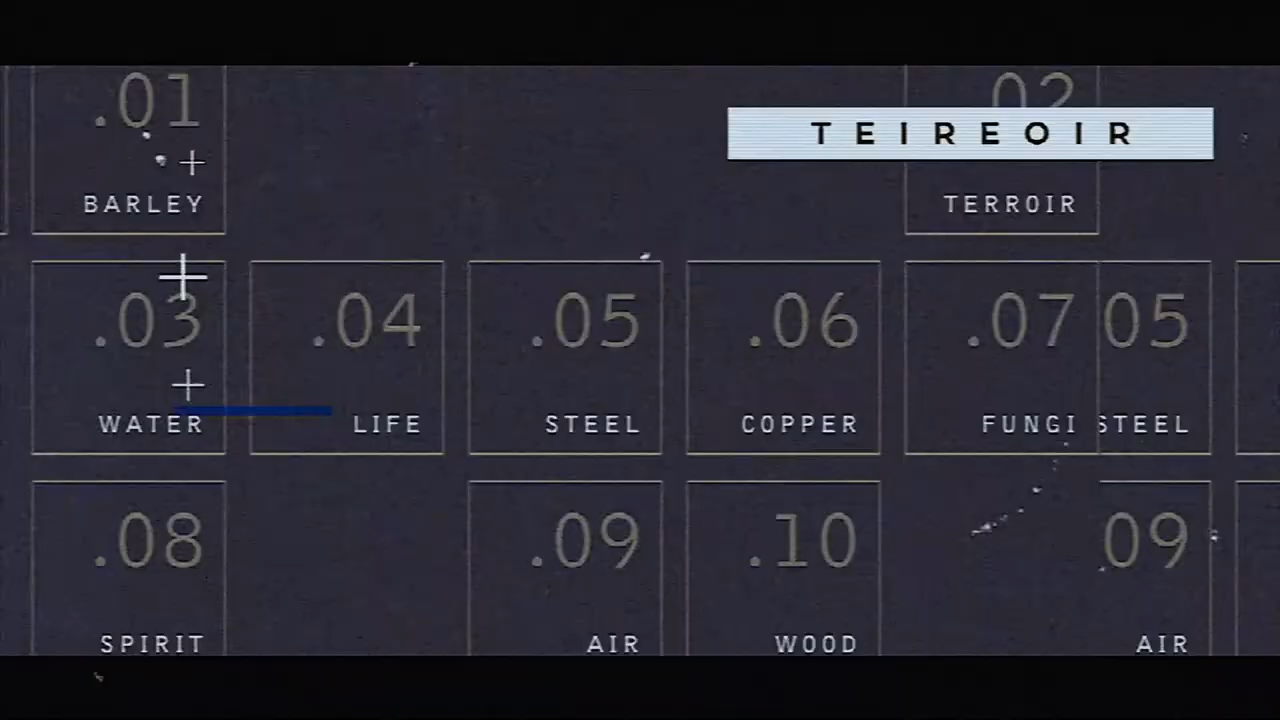 .01
02
TEIREOIR
BARLEY
TERROIR
.03 .04 .05 .06 .07 05
WATER LIFE STEEL COPPER FUNGI STEEL
.08 .09 .10 09
SPIRIT AIR WOOD AIR